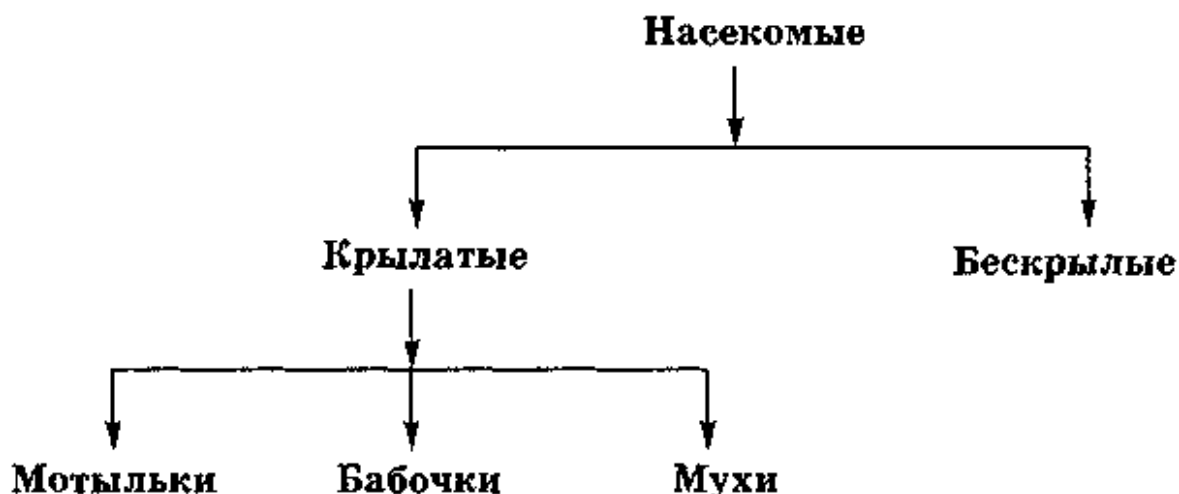 Насекомые
Крылатые Бескрылые
Мотыльки Бабочки Мухи